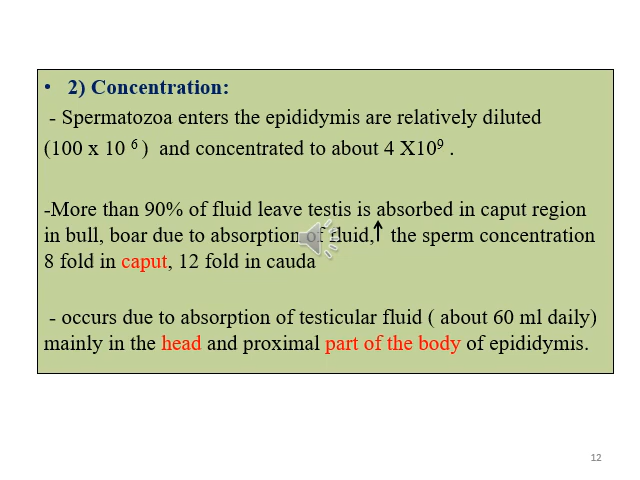 • 2) Concentration:
- Spermatozoa enters the epididymis are relatively diluted
(100 x 10 ⁶ ) and concentrated to about 4 X10⁹ .
-More than 90% of fluid leave testis is absorbed in caput region
in bull, boar due to absorption of fluid,↑ the sperm concentration
8 fold in caput, 12 fold in cauda
- occurs due to absorption of testicular fluid ( about 60 ml daily)
mainly in the head and proximal part of the body of epididymis.
12